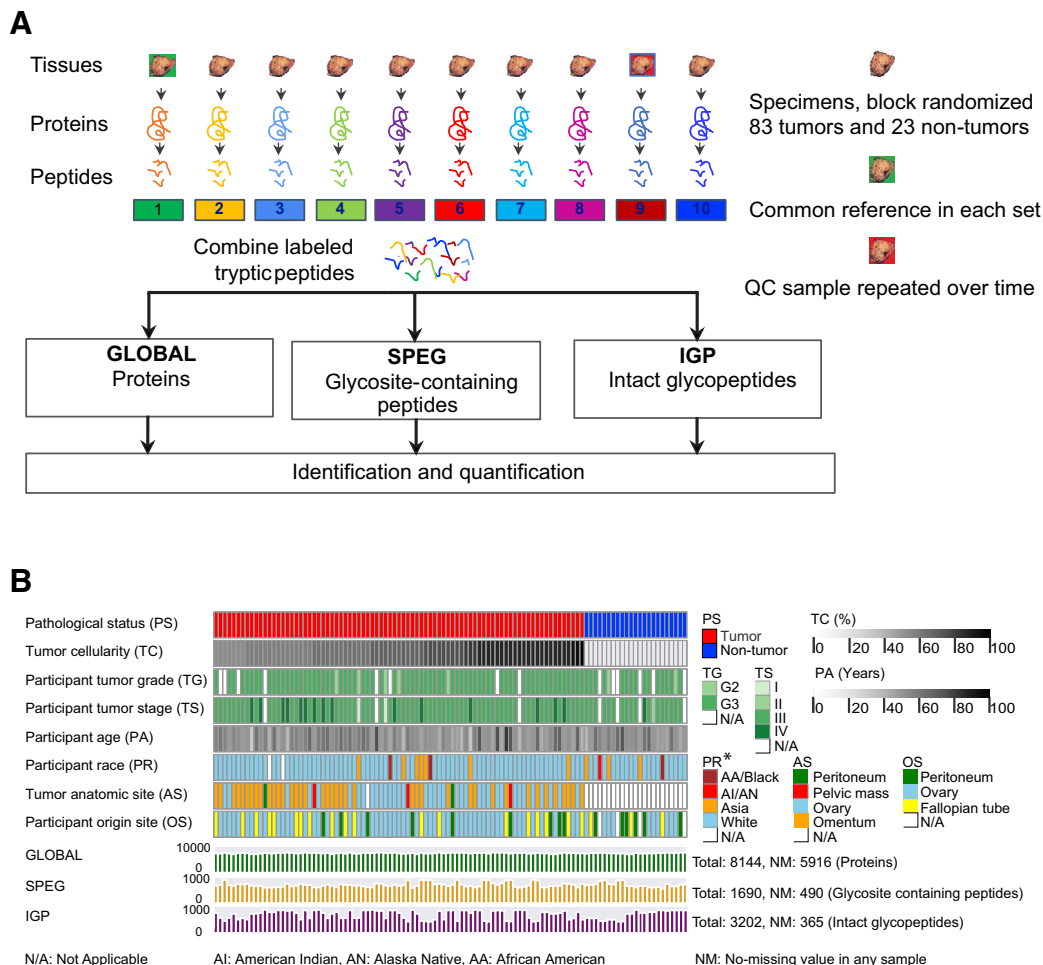 A
Tissues
Proteins
Peptides
1 2 3 4 5 6 7 8 9 10
Specimens, block randomized
83 tumors and 23 non-tumors
Common reference in each set
QC sample repeated over time
Combine labeled
tryptic peptides
GLOBAL
Proteins
SPEG
Glycosite-containing
peptides
IGP
Intact glycopeptides
Identification and quantification
B
Pathological status (PS)
Tumor cellularity (TC)
Participant tumor grade (TG)
Participant tumor stage (TS)
Participant age (PA)
Participant race (PR)
Tumor anatomic site (AS)
Participant origin site (OS)
PS
Tumor
Non-tumor
TC (%)
0 20 40 60 80 100
TG
G2
G3
N/A
TS
I
II
III
IV
N/A
PA (Years)
0 20 40 60 80 100
PR*
AA/Black
AI/AN
Asia
White
N/A
AS
Peritoneum
Pelvic mass
Ovary
Omentum
N/A
OS
Peritoneum
Ovary
Fallopian tube
N/A
GLOBAL
10000
0
Total: 8144, NM: 5916 (Proteins)
SPEG
1000
0
Total: 1690, NM: 490 (Glycosite containing peptides)
IGP
1000
0
Total: 3202, NM: 365 (Intact glycopeptides)
N/A: Not Applicable
AI: American Indian, AN: Alaska Native, AA: African American
NM: No-missing value in any sample